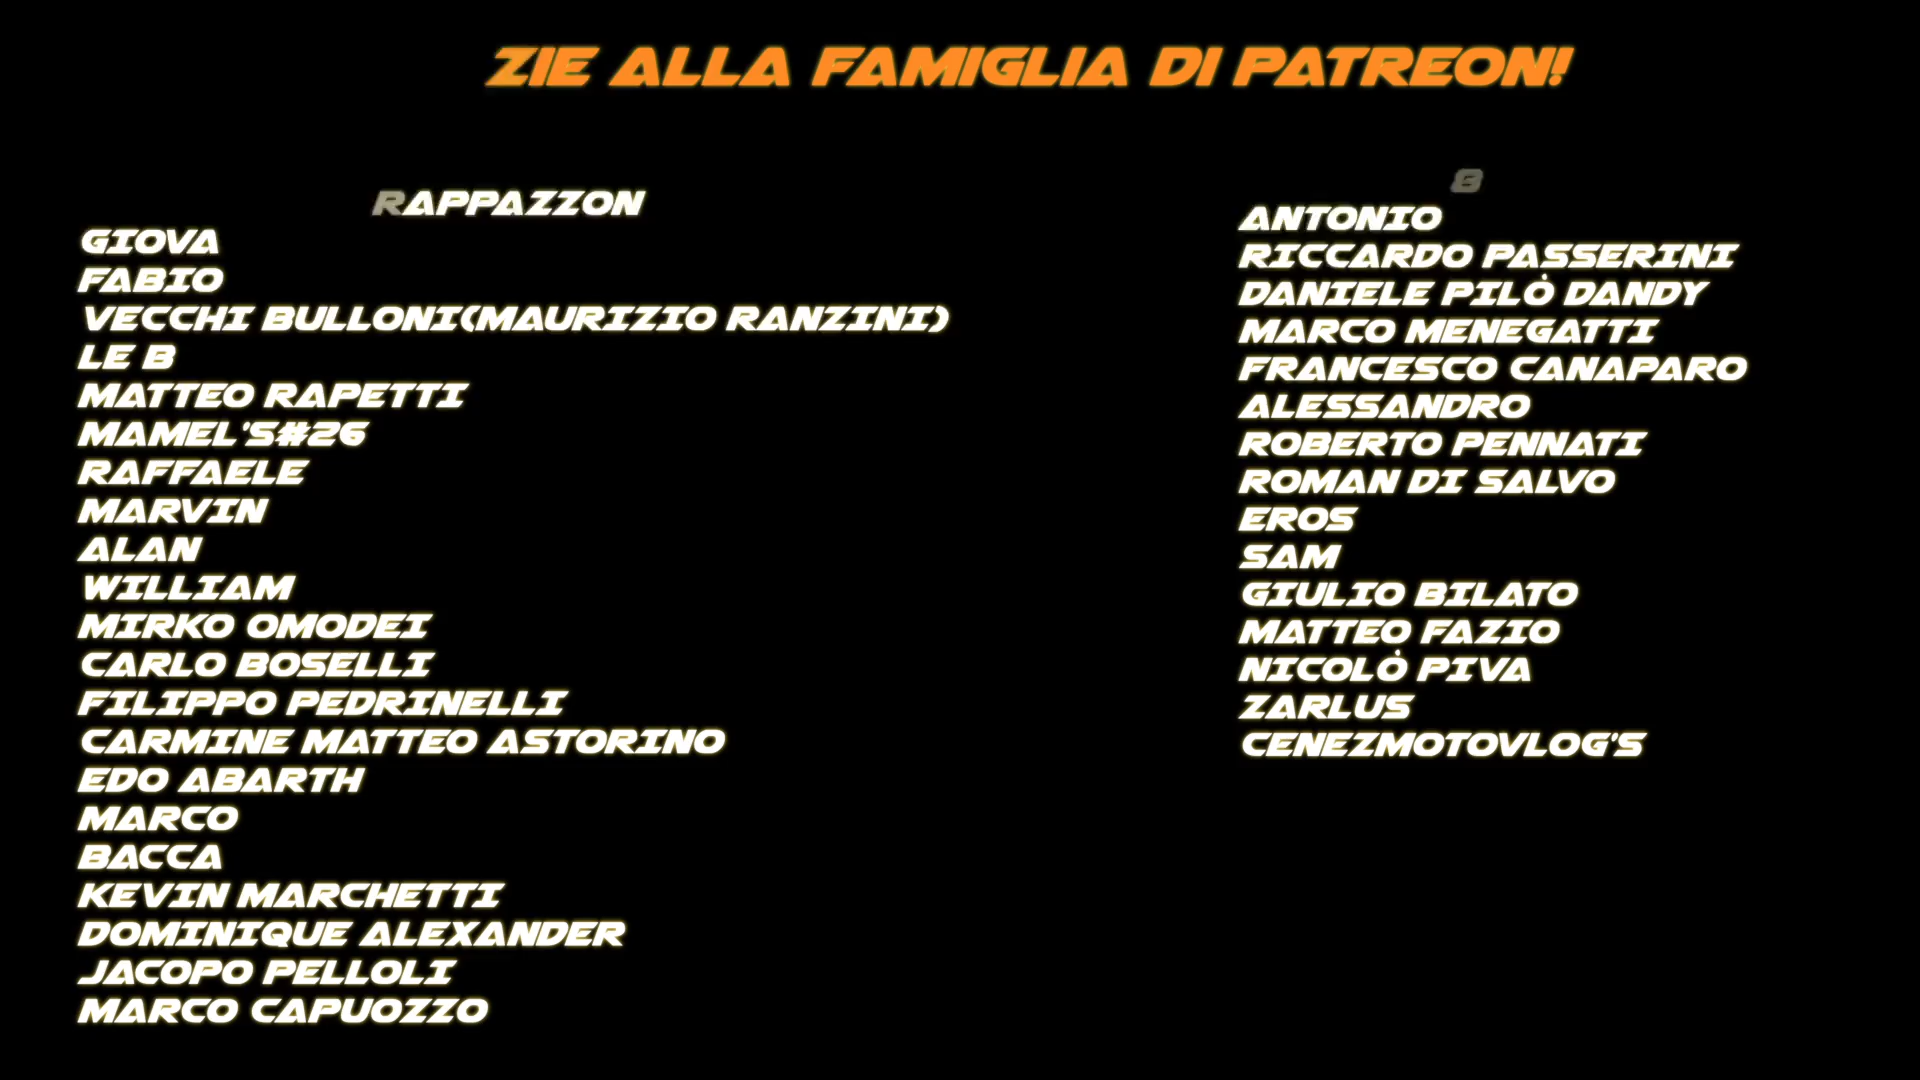 ZIE ALLA FAMIGLIA DI PATREON!
RAPPAZZON
GIOVA
FABIO
VECCHI BULLONI(MAURIZIO RANZINI)
LE B
MATTEO RAPETTI
MAMEL'S#26
RAFFAELE
MARVIN
ALAN
WILLIAM
MIRKO OMODEI
CARLO BOSELLI
FILIPPO PEDRINELLI
CARMINE MATTEO ASTORINO
EDO ABARTH
MARCO
BACCA
KEVIN MARCHETTI
DOMINIQUE ALEXANDER
JACOPO PELLOLI
MARCO CAPUOZZO
ANTONIO
RICCARDO PASSERINI
DANIELE PILÒ DANDY
MARCO MENEGATTI
FRANCESCO CANAPARO
ALESSANDRO
ROBERTO PENNATI
ROMAN DI SALVO
EROS
SAM
GIULIO BILATO
MATTEO FAZIO
NICOLÒ PIVA
ZARLUS
CENEZMOTOVLOG'S